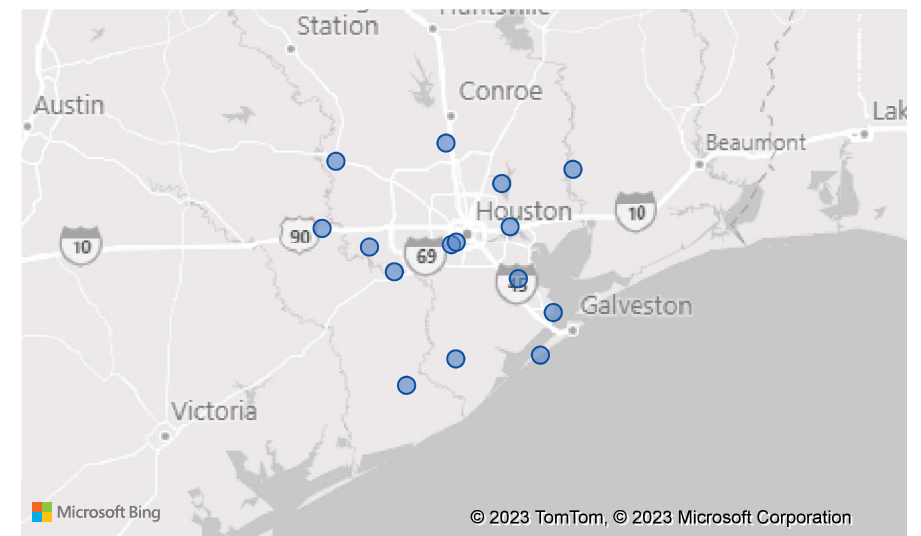 Station
Conroe
Austin
Lak
Beaumont
Houston
10
90
10
69
45
Galveston
Victoria
Microsoft Bing
© 2023 TomTom, © 2023 Microsoft Corporation